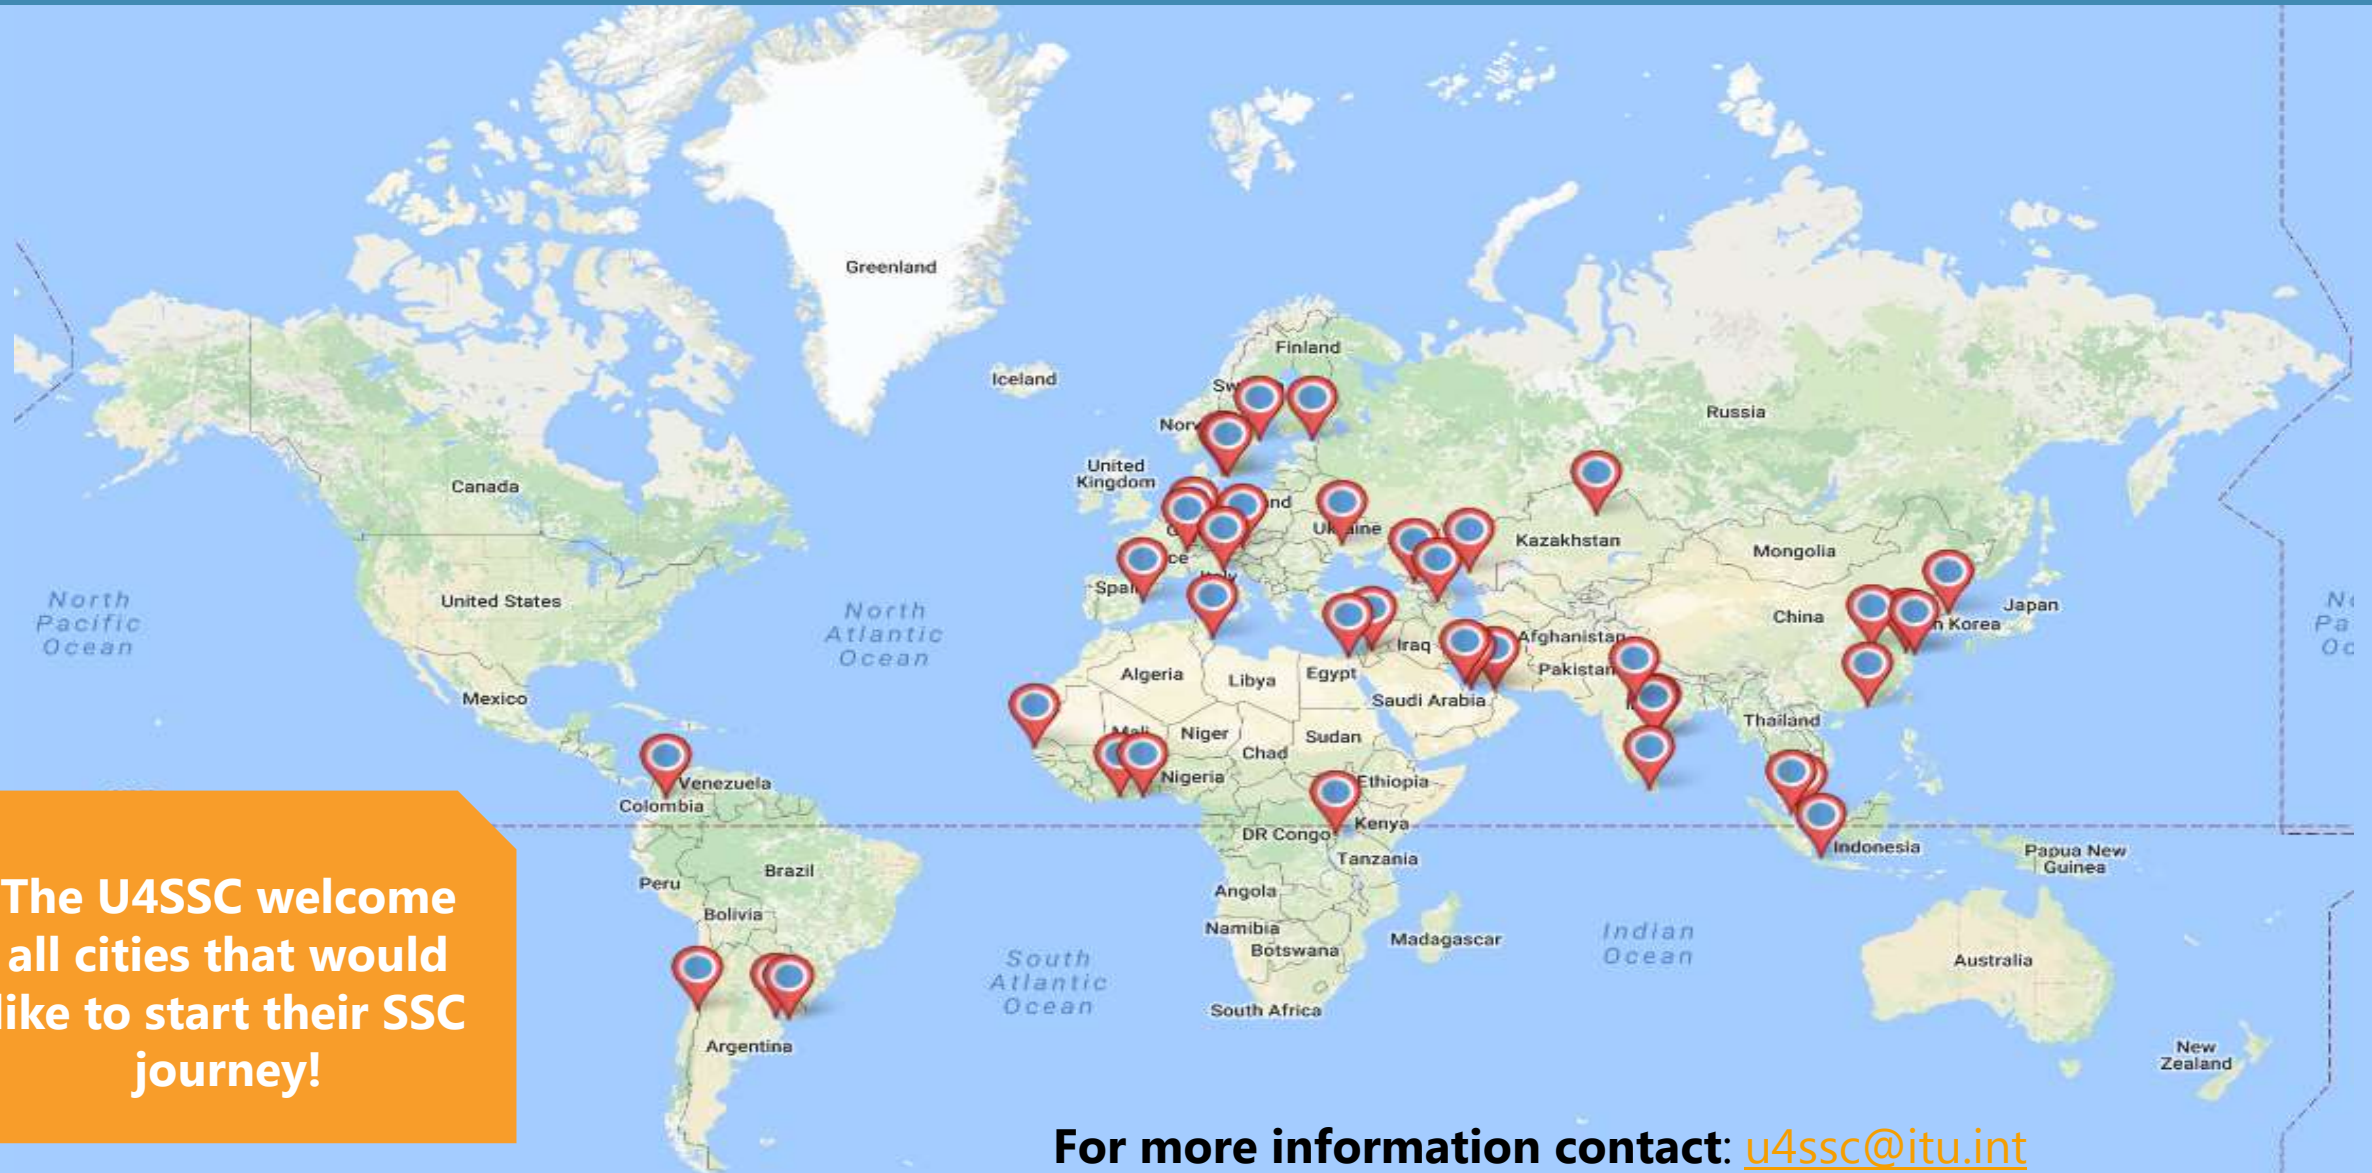 Greenland
Finland
Iceland
Russia
United
Kingdom
Canada
Kazakhstan
Mongolia
North
Pacific
Ocean
United States
North
Atlantic
Ocean
China
Japan
Korea
Iraq
Afghanistan
Pakistan
Algeria
Libya
Egypt
Saudi Arabia
Mexico
Mali
Niger
Chad
Sudan
Thailand
Nigeria
Ethiopia
Venezuela
Colombia
DR Congo
Kenya
Tanzania
Indonesia
Papua New
Guinea
Peru
Brazil
Angola
Bolivia
Namibia
Botswana
Madagascar
Indian
Ocean
South
Atlantic
Ocean
Australia
South Africa
Argentina
New
Zealand
The U4SSC welcome
all cities that would
like to start their SSC
journey!
For more information contact: u4ssc@itu.int